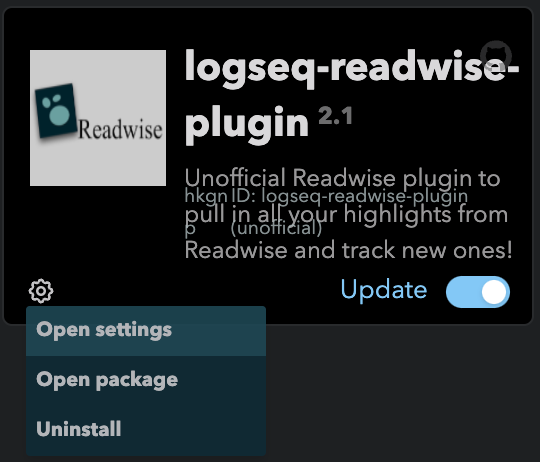 logseq-readwise-
plugin 2.1
Readwise
Unofficial Readwise plugin to
hkgn ID: logseq-readwise-plugin
pull in all your highlights from
p (unofficial)
Readwise and track new ones!
Update
Open settings
Open package
Uninstall